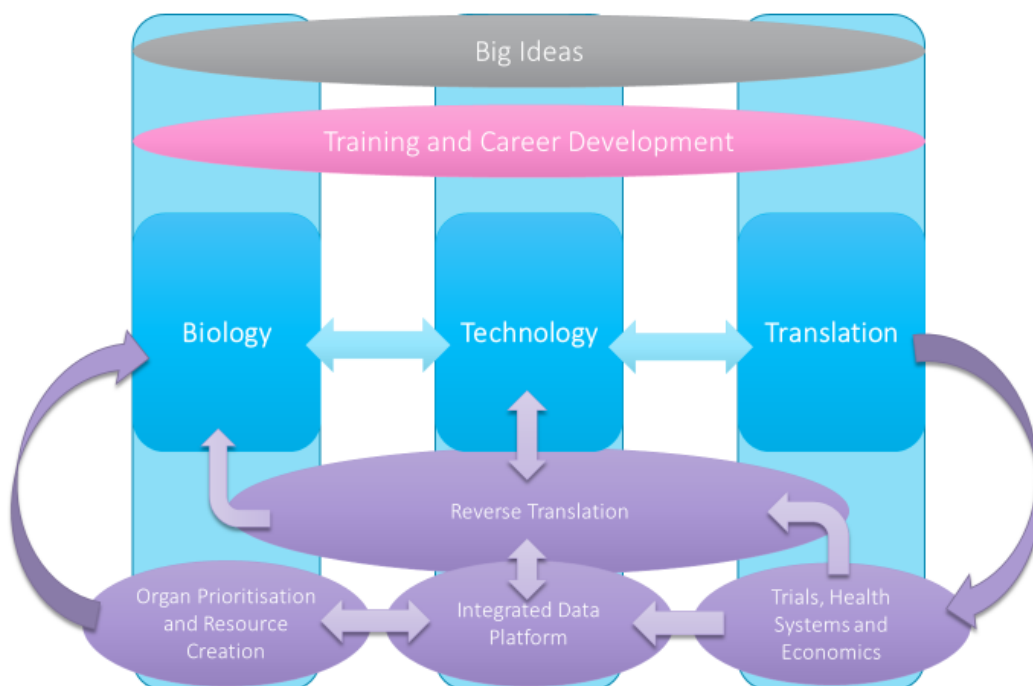 Big Ideas
Training and Career Development
Biology
Technology
Translation
Reverse Translation
Organ Prioritisation
and Resource
Creation
Integrated Data
Platform
Trials, Health
Systems and
Economics